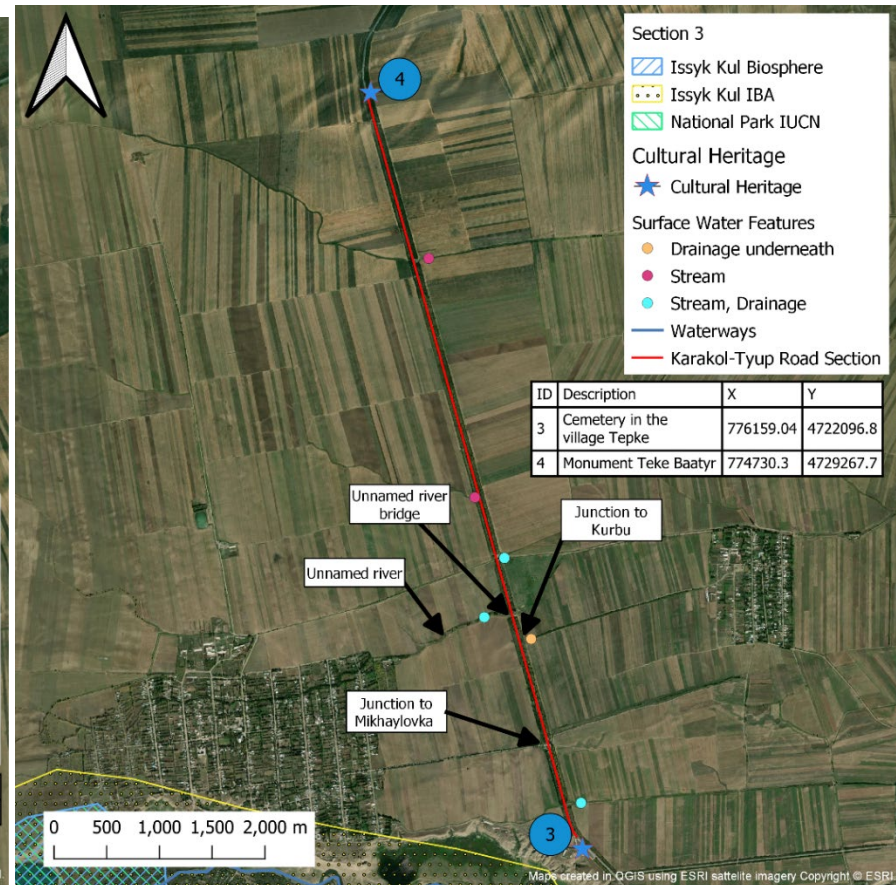 Section 3
Issyk Kul Biosphere
Issyk Kul IBA
National Park IUCN
Cultural Heritage
Cultural Heritage
Surface Water Features
Drainage underneath
Stream
Stream, Drainage
Waterways
Karakol-Tyup Road Section
ID Description X Y
3 Cemetery in the village Tepke 776159.04 4722096.8
4 Monument Teke Baatyr 774730.3 4729267.7
4
Unnamed river
bridge
Junction to
Kurbu
Unnamed river
Junction to
Mikhaylovka
3
0 500 1,000 1,500 2,000 m
Maps created in QGIS using ESRI sattelite imagery Copyright © ESRI